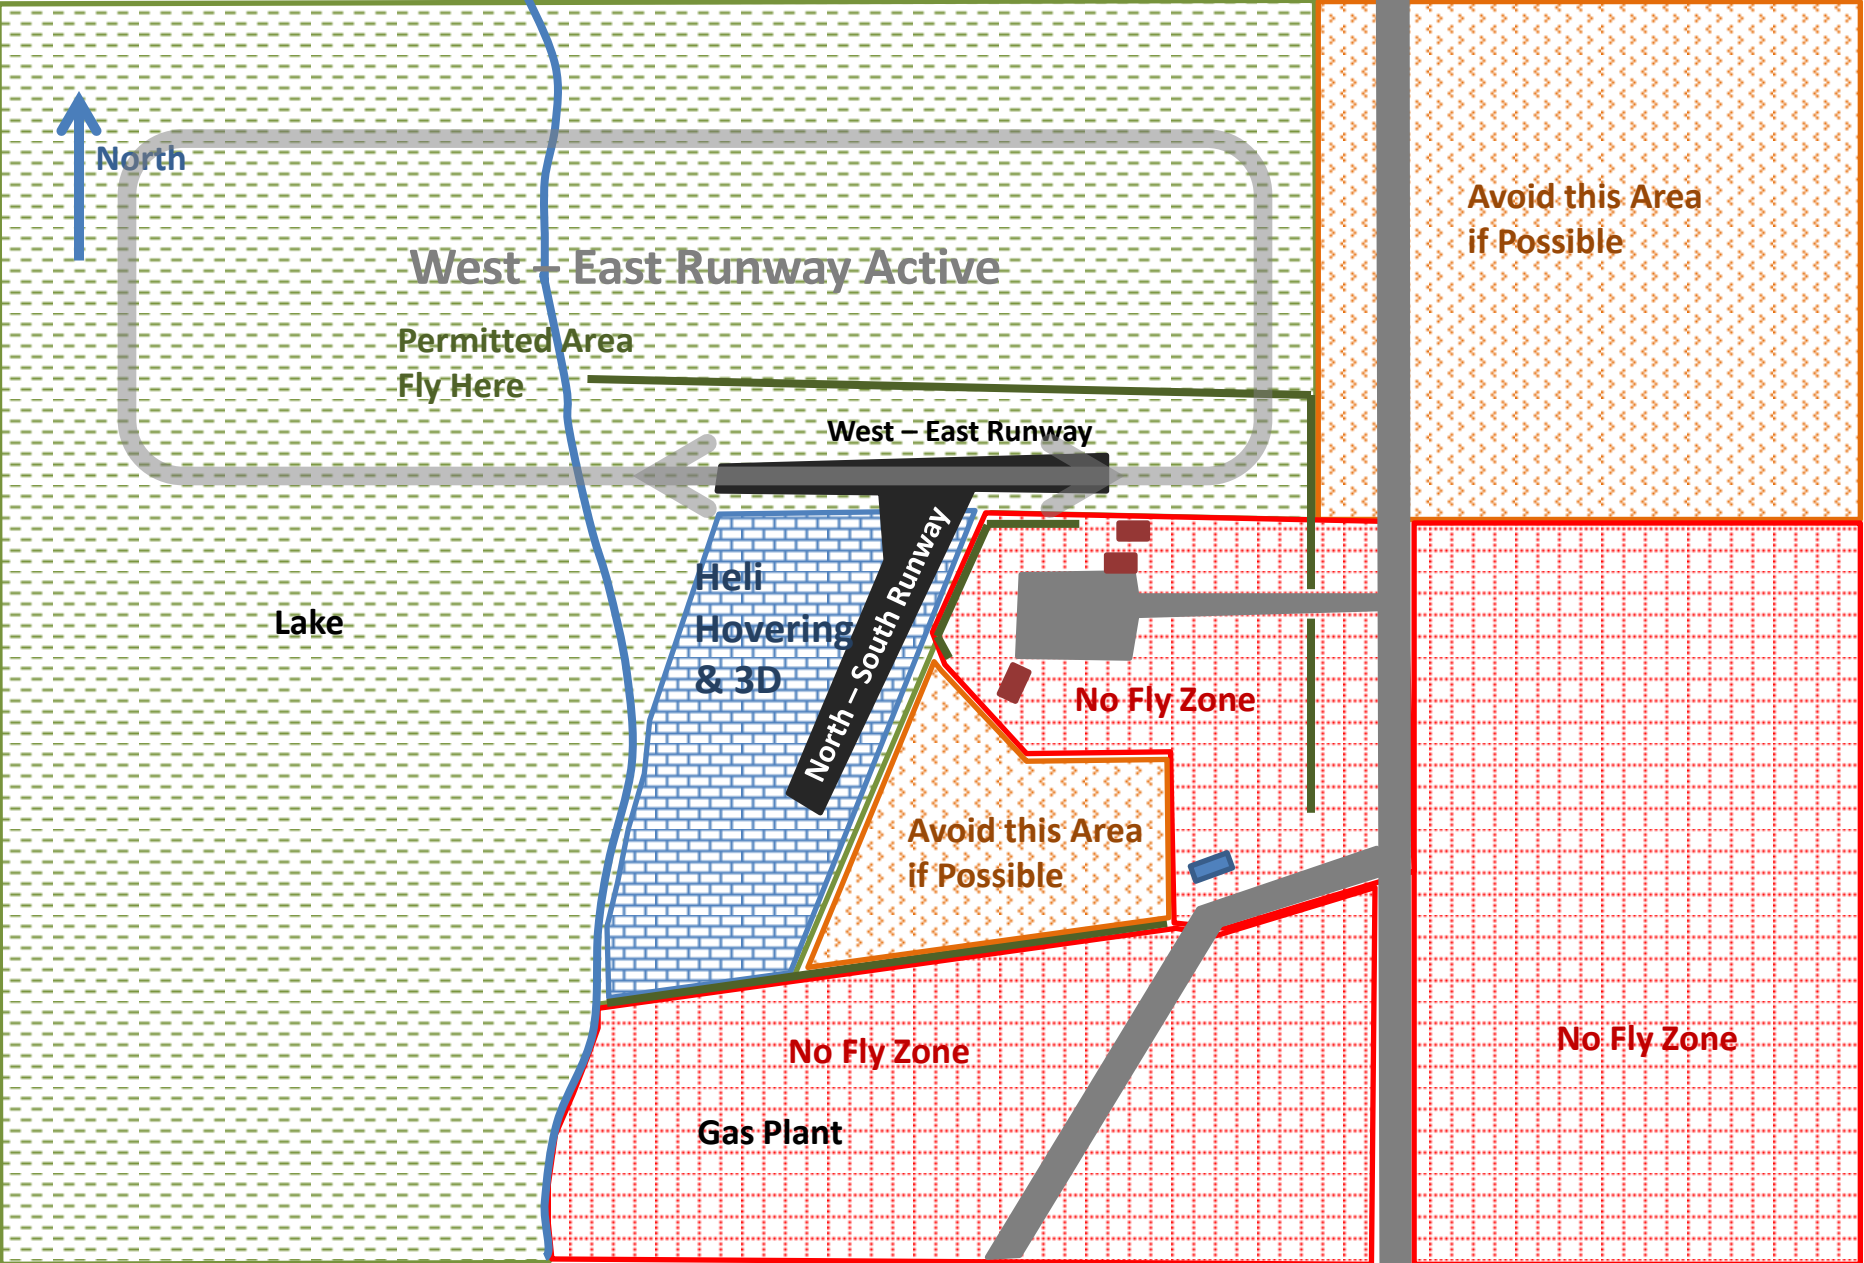 North
Avoid this Area
if Possible
West – East Runway Active
Permitted Area
Fly Here
West – East Runway
Heli
Hovering
& 3D
North – South Runway
Lake
No Fly Zone
Avoid this Area
if Possible
No Fly Zone
No Fly Zone
Gas Plant